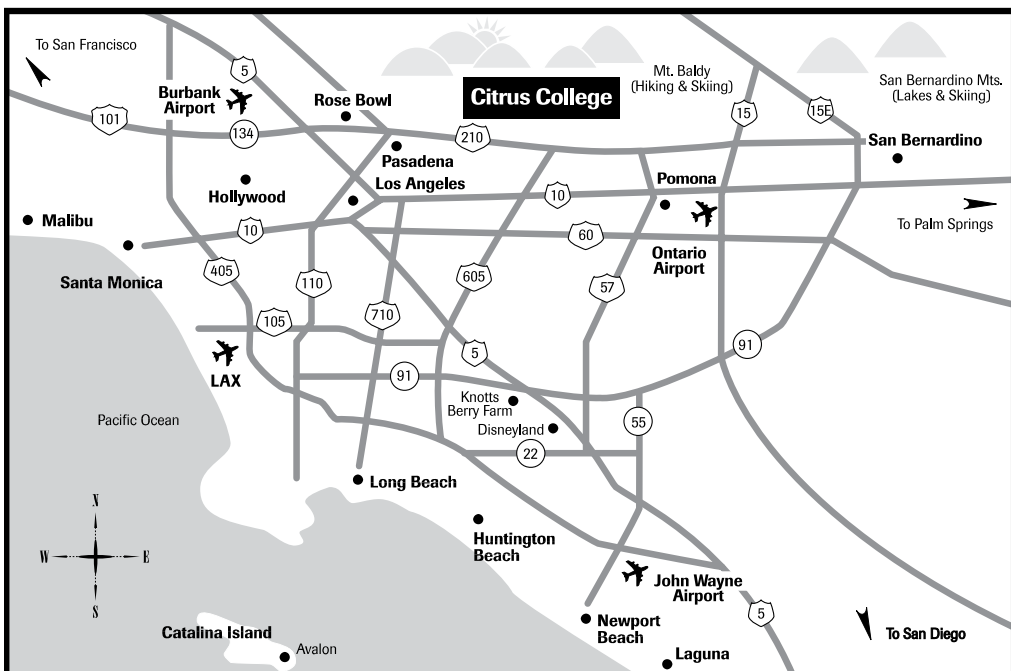 To San Francisco
5
Burbank
Airport
101
134
Rose Bowl
Citrus College
Mt. Baldy
(Hiking & Skiing)
San Bernardino Mts.
(Lakes & Skiing)
15
15E
210
San Bernardino
Pasadena
Hollywood
Los Angeles
Pomona
10
Malibu
10
60
To Palm Springs
Ontario
Airport
Santa Monica
405
110
605
57
105
710
5
91
LAX
91
Knotts
Berry Farm
Disneyland
55
Pacific Ocean
22
Long Beach
Huntington
Beach
N
W
E
S
John Wayne
Airport
Newport
Beach
5
To San Diego
Catalina Island
Avalon
Laguna